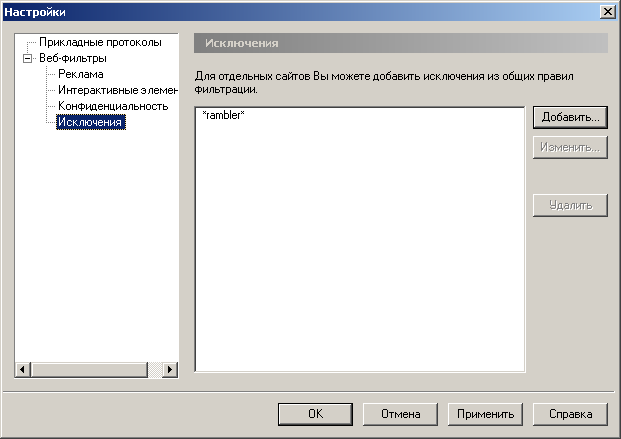 Настройки
Прикладные протоколы
Веб-фильтры
Реклама
Интерактивные элемен
Конфиденциальность
Исключения
Исключения
Для отдельных сайтов Вы можете добавить исключения из общих правил
фильтрации.
*rambler*
Добавить...
Изменить...
Удалить
OK
Отмена
Применить
Справка